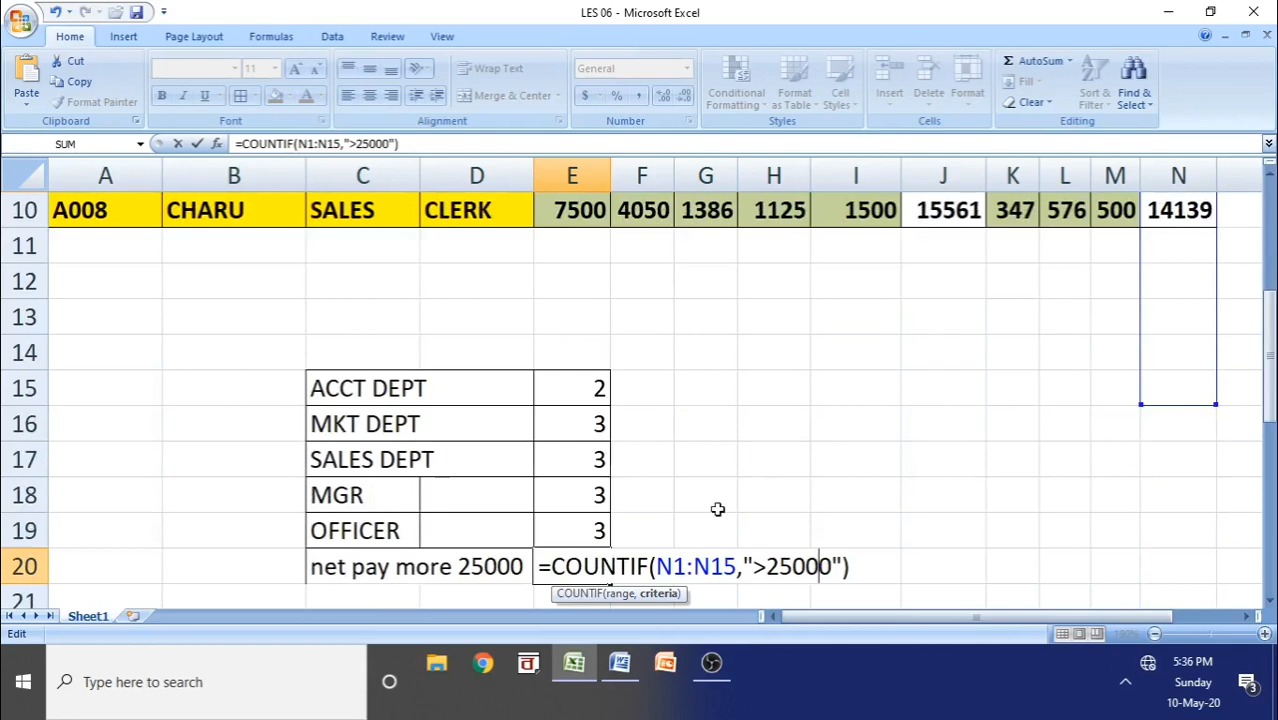 LES 06 - Microsoft Excel
Home Insert Page Layout Formulas Data Review View
Paste
Cut
Copy
Format Painter
Clipboard
11
A A
B I U
A
Font
Wrap Text
Merge & Center
Alignment
General
$ % ,
Number
Conditional Formatting
Format as Table
Cell Styles
Styles
Insert
Delete
Format
Cells
Σ AutoSum
Fill
Clear
Sort & Filter
Find & Select
Editing
SUM fx =COUNTIF(N1:N15,">25000")
A B C D E F G H I J K L M N
10 A008 CHARU SALES CLERK 7500 4050 1386 1125 1500 15561 347 576 500 14139
11
12
13
14
15 ACCT DEPT 2
16 MKT DEPT 3
17 SALES DEPT 3
18 MGR 3
19 OFFICER 3
20 net pay more 25000 =COUNTIF(N1:N15,">25000")
COUNTIF(range, criteria)
21
Sheet1
Edit 190%
Type here to search
5:36 PM
Sunday
10-May-20
3